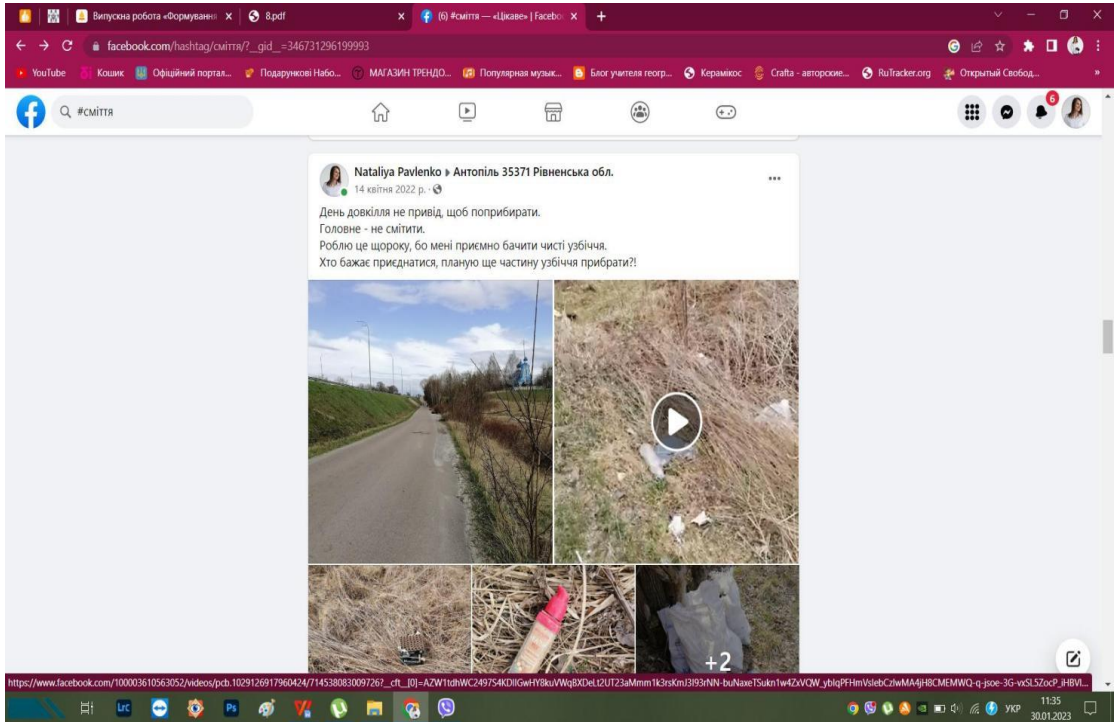 Випускна робота «Формування
8.pdf
(6) #сміття — «Цікаве» | Facebo
facebook.com/hashtag/сміття/?_gid_=346731296199993
YouTube
Кошик
Офіційний портал...
Подарункові Набо...
МАГАЗИН ТРЕНДО...
Популярная музык...
Блог учителя геогр...
Керамікос
Crafta - авторские...
RuTracker.org
Открытый Свобод...
»
#сміття
6
Nataliya Pavlenko ▸ Антопіль 35371 Рівненська обл.
14 квітня 2022 р. ·
День довкілля не привід, щоб поприбирати.
Головне - не смітити.
Роблю це щороку, бо мені приємно бачити чисті узбіччя.
Хто бажає приєднатися, планую ще частину узбіччя прибрати?!
+2
LrC
Ps
УКР
11:35
30.01.2023